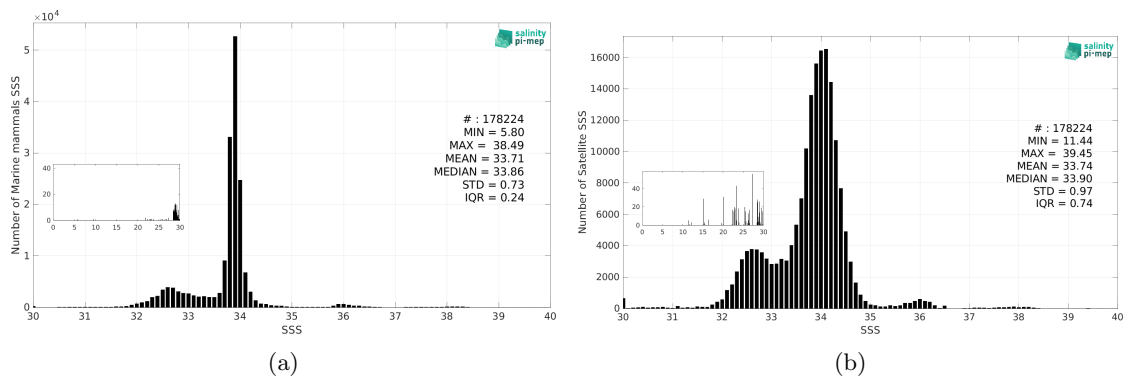 ×10⁴
salinity
pi-mep
Number of Marine mammals SSS
5
4
3
2
1
0
# : 178224
MIN = 5.80
MAX = 38.49
MEAN = 33.71
MEDIAN = 33.86
STD = 0.73
IQR = 0.24
40
20
0
0 5 10 15 20 25 30
30 31 32 33 34 35 36 37 38 39 40
SSS
(a)
salinity
pi-mep
Number of Satellite SSS
16000
14000
12000
10000
8000
6000
4000
2000
0
# : 178224
MIN = 11.44
MAX = 39.45
MEAN = 33.74
MEDIAN = 33.90
STD = 0.97
IQR = 0.74
40
20
0
0 5 10 15 20 25 30
30 31 32 33 34 35 36 37 38 39 40
SSS
(b)